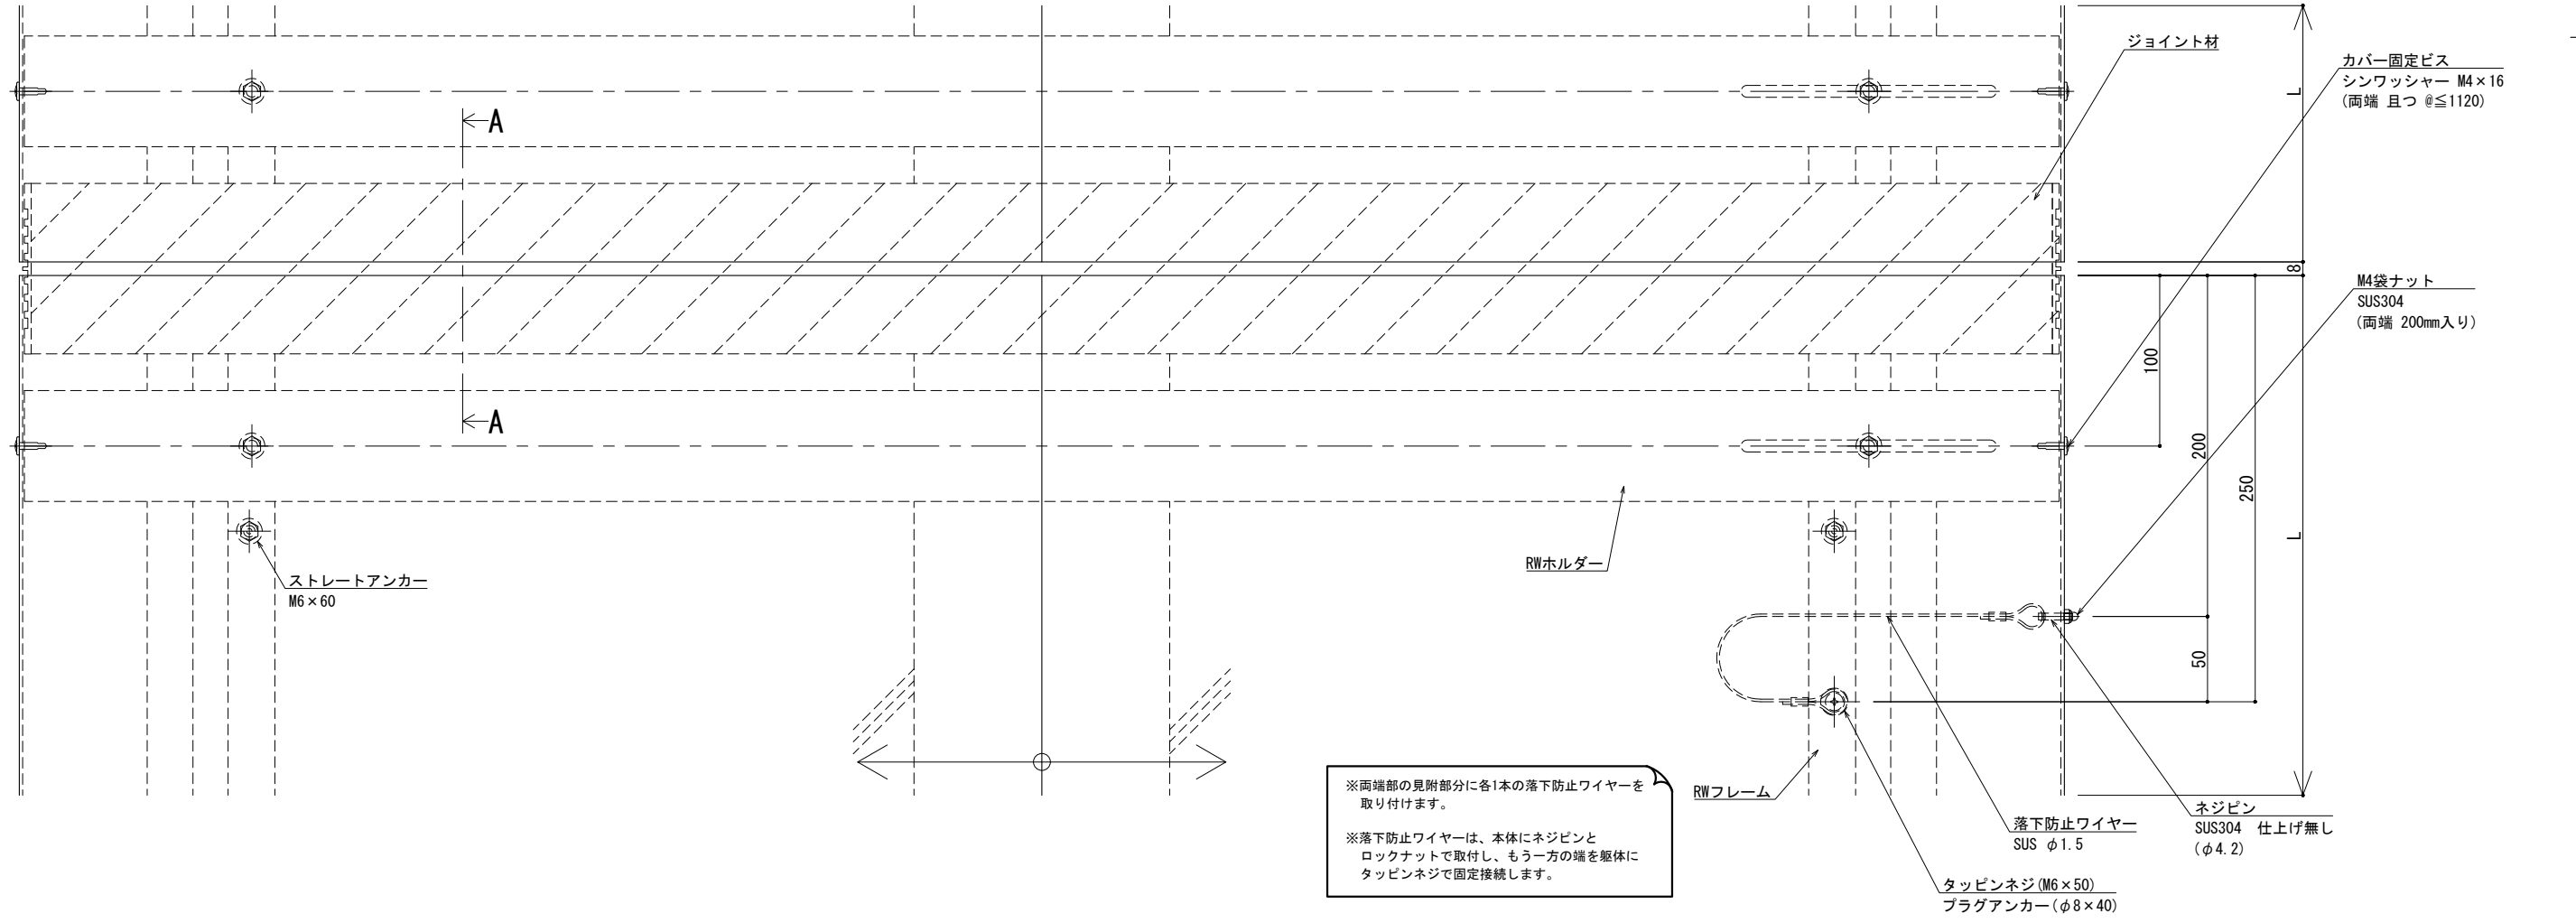 ジョイント材
カバー固定ビス
シンワッシャー M4×16
(両端 且つ @≦1120)
L
A
8
M4袋ナット
SUS304
(両端 200mm入り)
100
200
250
A
L
RWホルダー
ストレートアンカー
M6×60
50
※両端部の見附部分に各1本の落下防止ワイヤーを
取り付けます。
※落下防止ワイヤーは、本体にネジピンと
ロックナットで取付し、もう一方の端を躯体に
タッピンネジで固定接続します。
RWフレーム
落下防止ワイヤー
SUS φ1.5
ネジピン
SUS304 仕上げ無し
(φ4.2)
タッピンネジ(M6×50)
プラグアンカー(φ8×40)